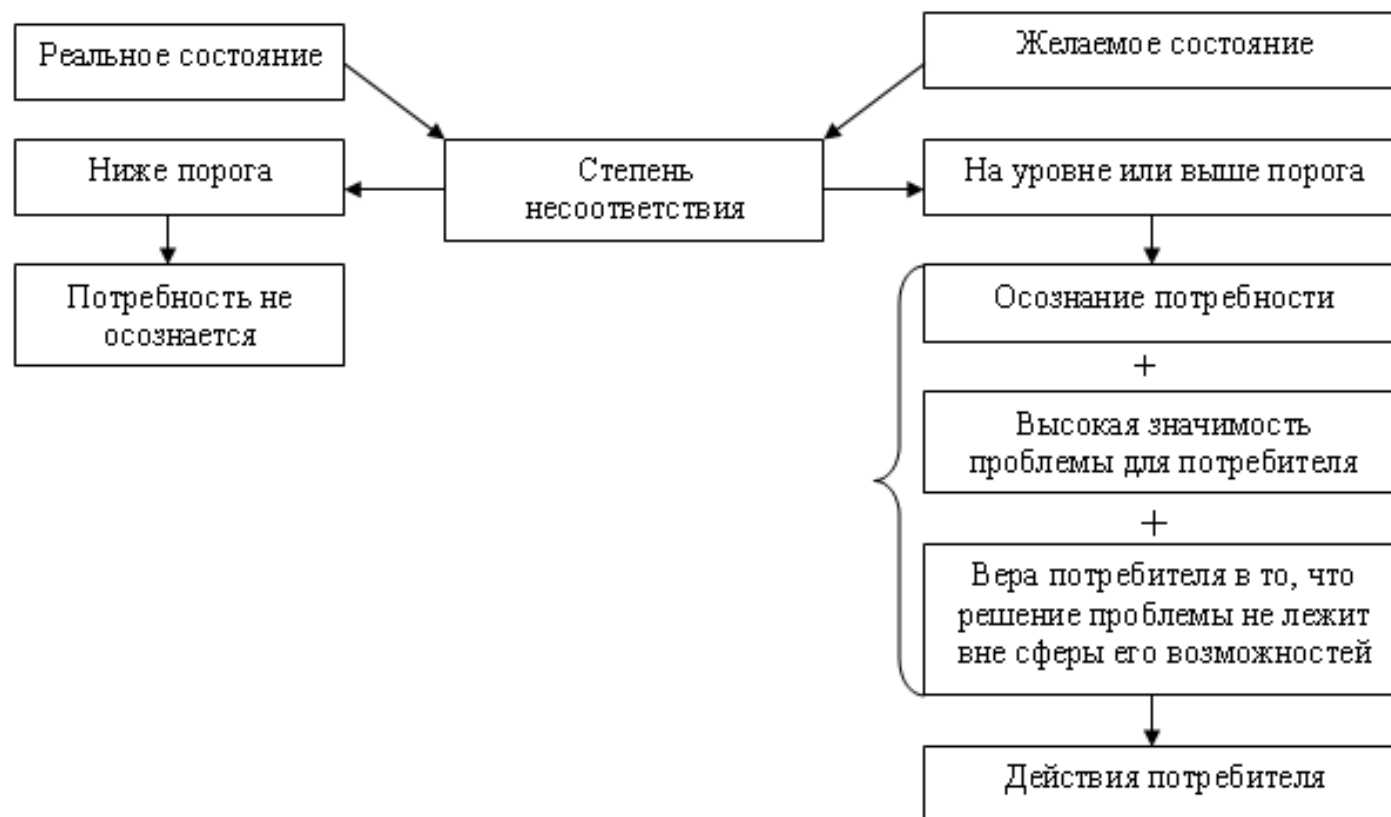 Реальное состояние
Желаемое состояние
Ниже порога
Степень
несоответствия
На уровне или выше порога
Потребность не
осознается
Осознание потребности
+
Высокая значимость
проблемы для потребителя
+
Вера потребителя в то, что
решение проблемы не лежит
вне сферы его возможностей
Действия потребителя